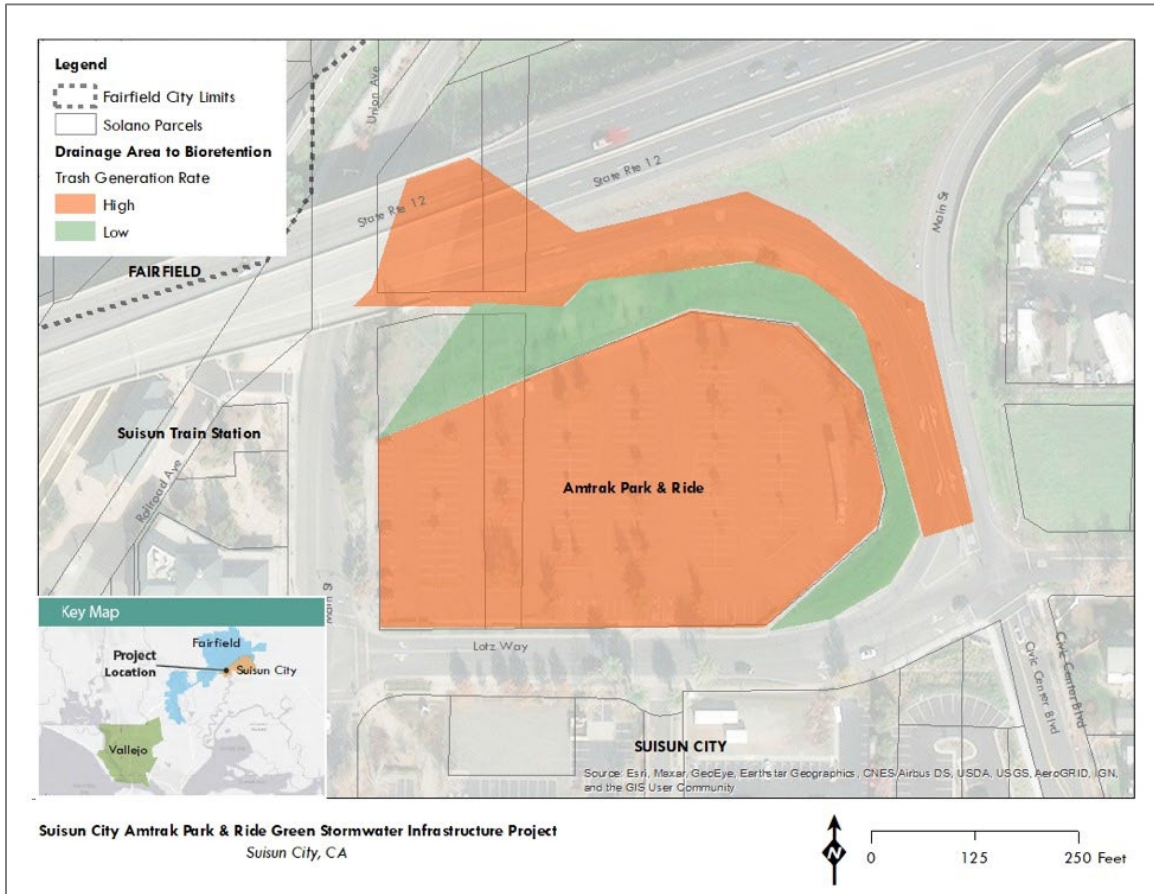 Legend
Fairfield City Limits
Solano Parcels
Drainage Area to Bioretention
Trash Generation Rate
High
Low
Union Ave
State Rte 12
State Rte 12
Main St
FAIRFIELD
Suisun Train Station
Railroad Ave
Amtrak Park & Ride
Main St
Lotz Way
Civic Center Blvd
Civic Center Blvd
SUISUN CITY
Key Map
Fairfield
Project
Location
Suisun City
Vallejo
Source: Esri, Maxar, GeoEye, Earthstar Geographics, CNES/Airbus DS, USDA, USGS, AeroGRID, IGN,
and the GIS User Community
Suisun City Amtrak Park & Ride Green Stormwater Infrastructure Project
Suisun City, CA
N
0 125 250 Feet